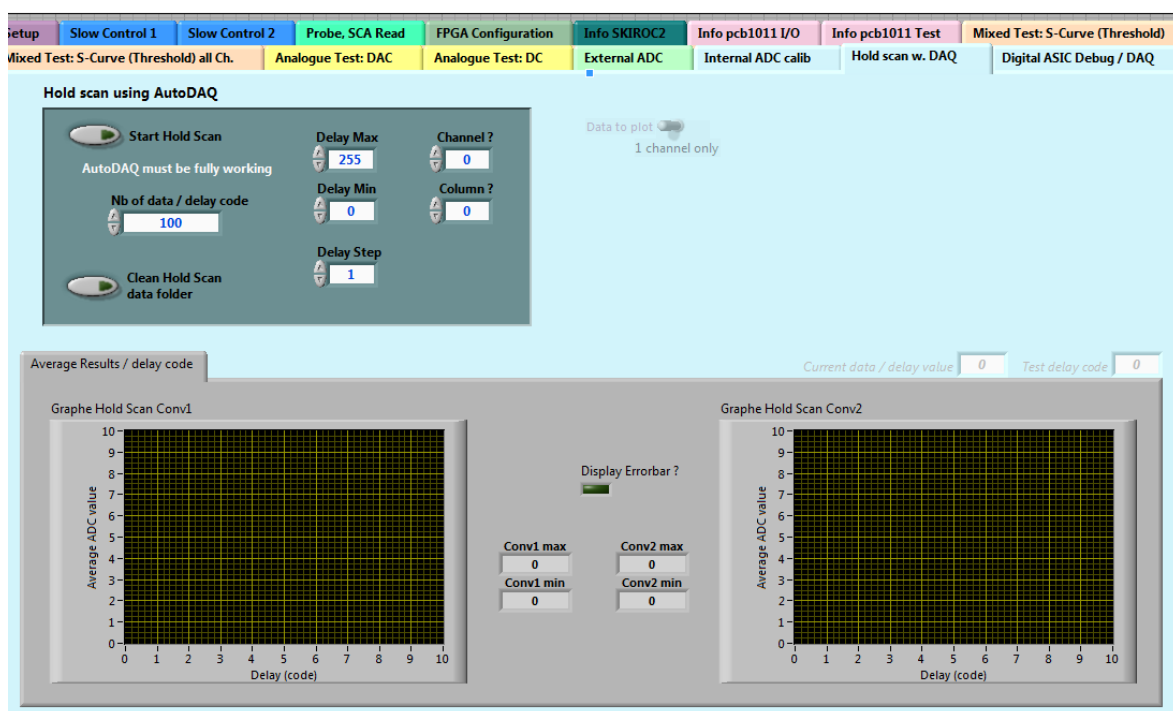 Setup Slow Control 1 Slow Control 2 Probe, SCA Read FPGA Configuration Info SKIROC2 Info pcb1011 I/O Info pcb1011 Test Mixed Test: S-Curve (Threshold)
Mixed Test: S-Curve (Threshold) all Ch. Analogue Test: DAC Analogue Test: DC External ADC Internal ADC calib Hold scan w. DAQ Digital ASIC Debug / DAQ
Hold scan using AutoDAQ
Start Hold Scan
AutoDAQ must be fully working
Nb of data / delay code
100
Clean Hold Scan
data folder
Delay Max
255
Delay Min
0
Delay Step
1
Channel ?
0
Column ?
0
Data to plot
1 channel only
Average Results / delay code
Current data / delay value 0 Test delay code 0
Graphe Hold Scan Conv1
Average ADC value
10
9
8
7
6
5
4
3
2
1
0
0 1 2 3 4 5 6 7 8 9 10
Delay (code)
Display Errorbar ?
Conv1 max Conv2 max
0 0
Conv1 min Conv2 min
0 0
Graphe Hold Scan Conv2
Average ADC value
10
9
8
7
6
5
4
3
2
1
0
0 1 2 3 4 5 6 7 8 9 10
Delay (code)